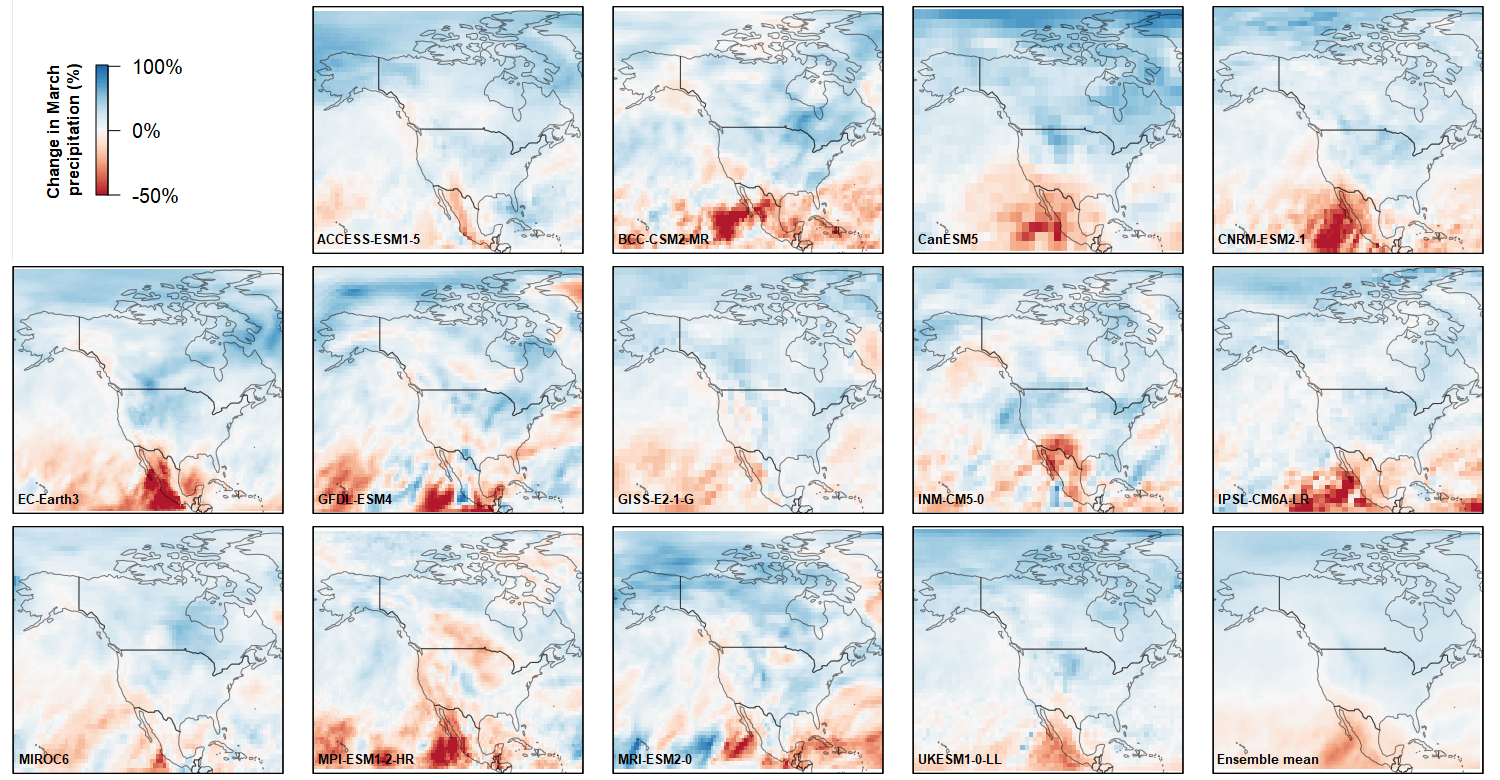 Change in March
precipitation (%)
100%
0%
-50%
ACCESS-ESM1-5
BCC-CSM2-MR
CanESM5
CNRM-ESM2-1
EC-Earth3
GFDL-ESM4
GISS-E2-1-G
INM-CM5-0
IPSL-CM6A-LR
MIROC6
MPI-ESM1-2-HR
MRI-ESM2-0
UKESM1-0-LL
Ensemble mean